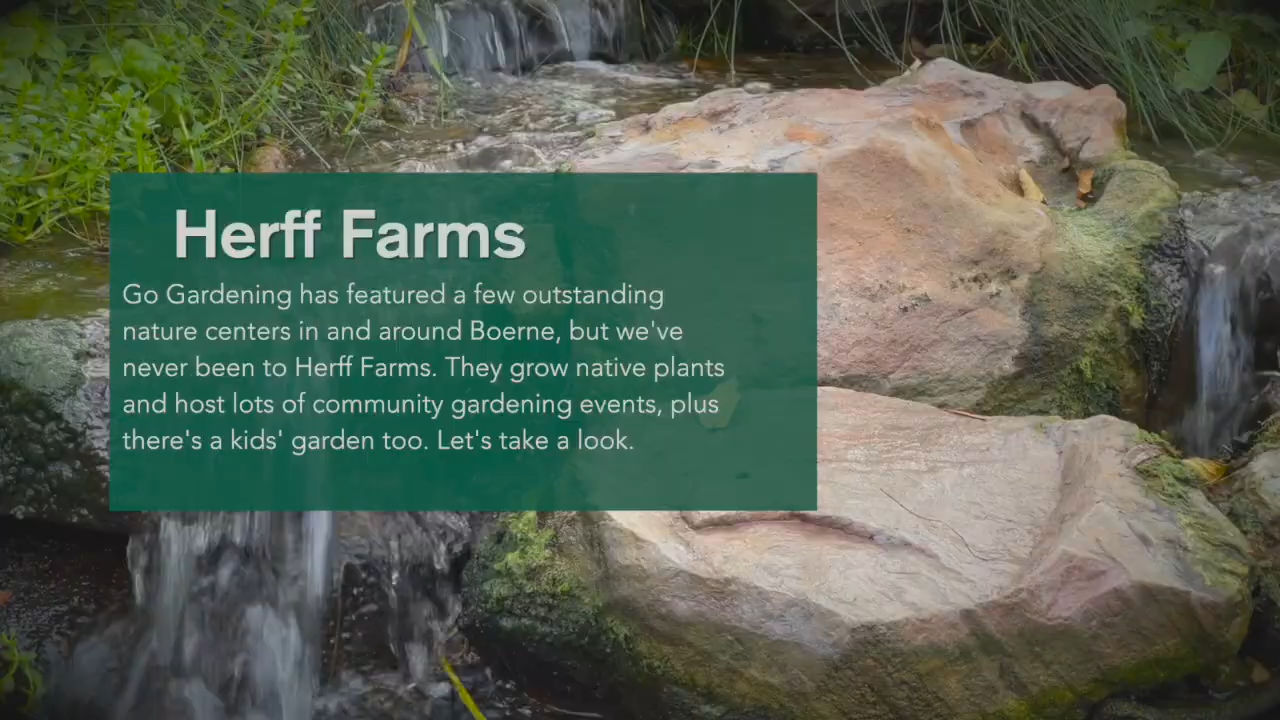 Herff Farms
Go Gardening has featured a few outstanding
nature centers in and around Boerne, but we've
never been to Herff Farms. They grow native plants
and host lots of community gardening events, plus
there's a kids' garden too. Let's take a look.